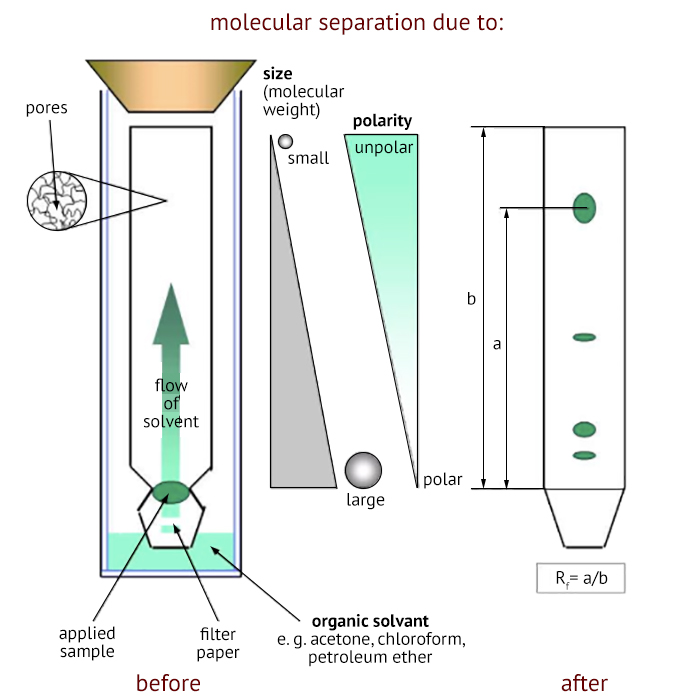 molecular separation due to:
pores
size
(molecular
weight)
small
large
polarity
unpolar
polar
flow
of
solvent
b
a
applied
sample
filter
paper
organic solvent
e. g. acetone, chloroform,
petroleum ether
Rf= a/b
before
after